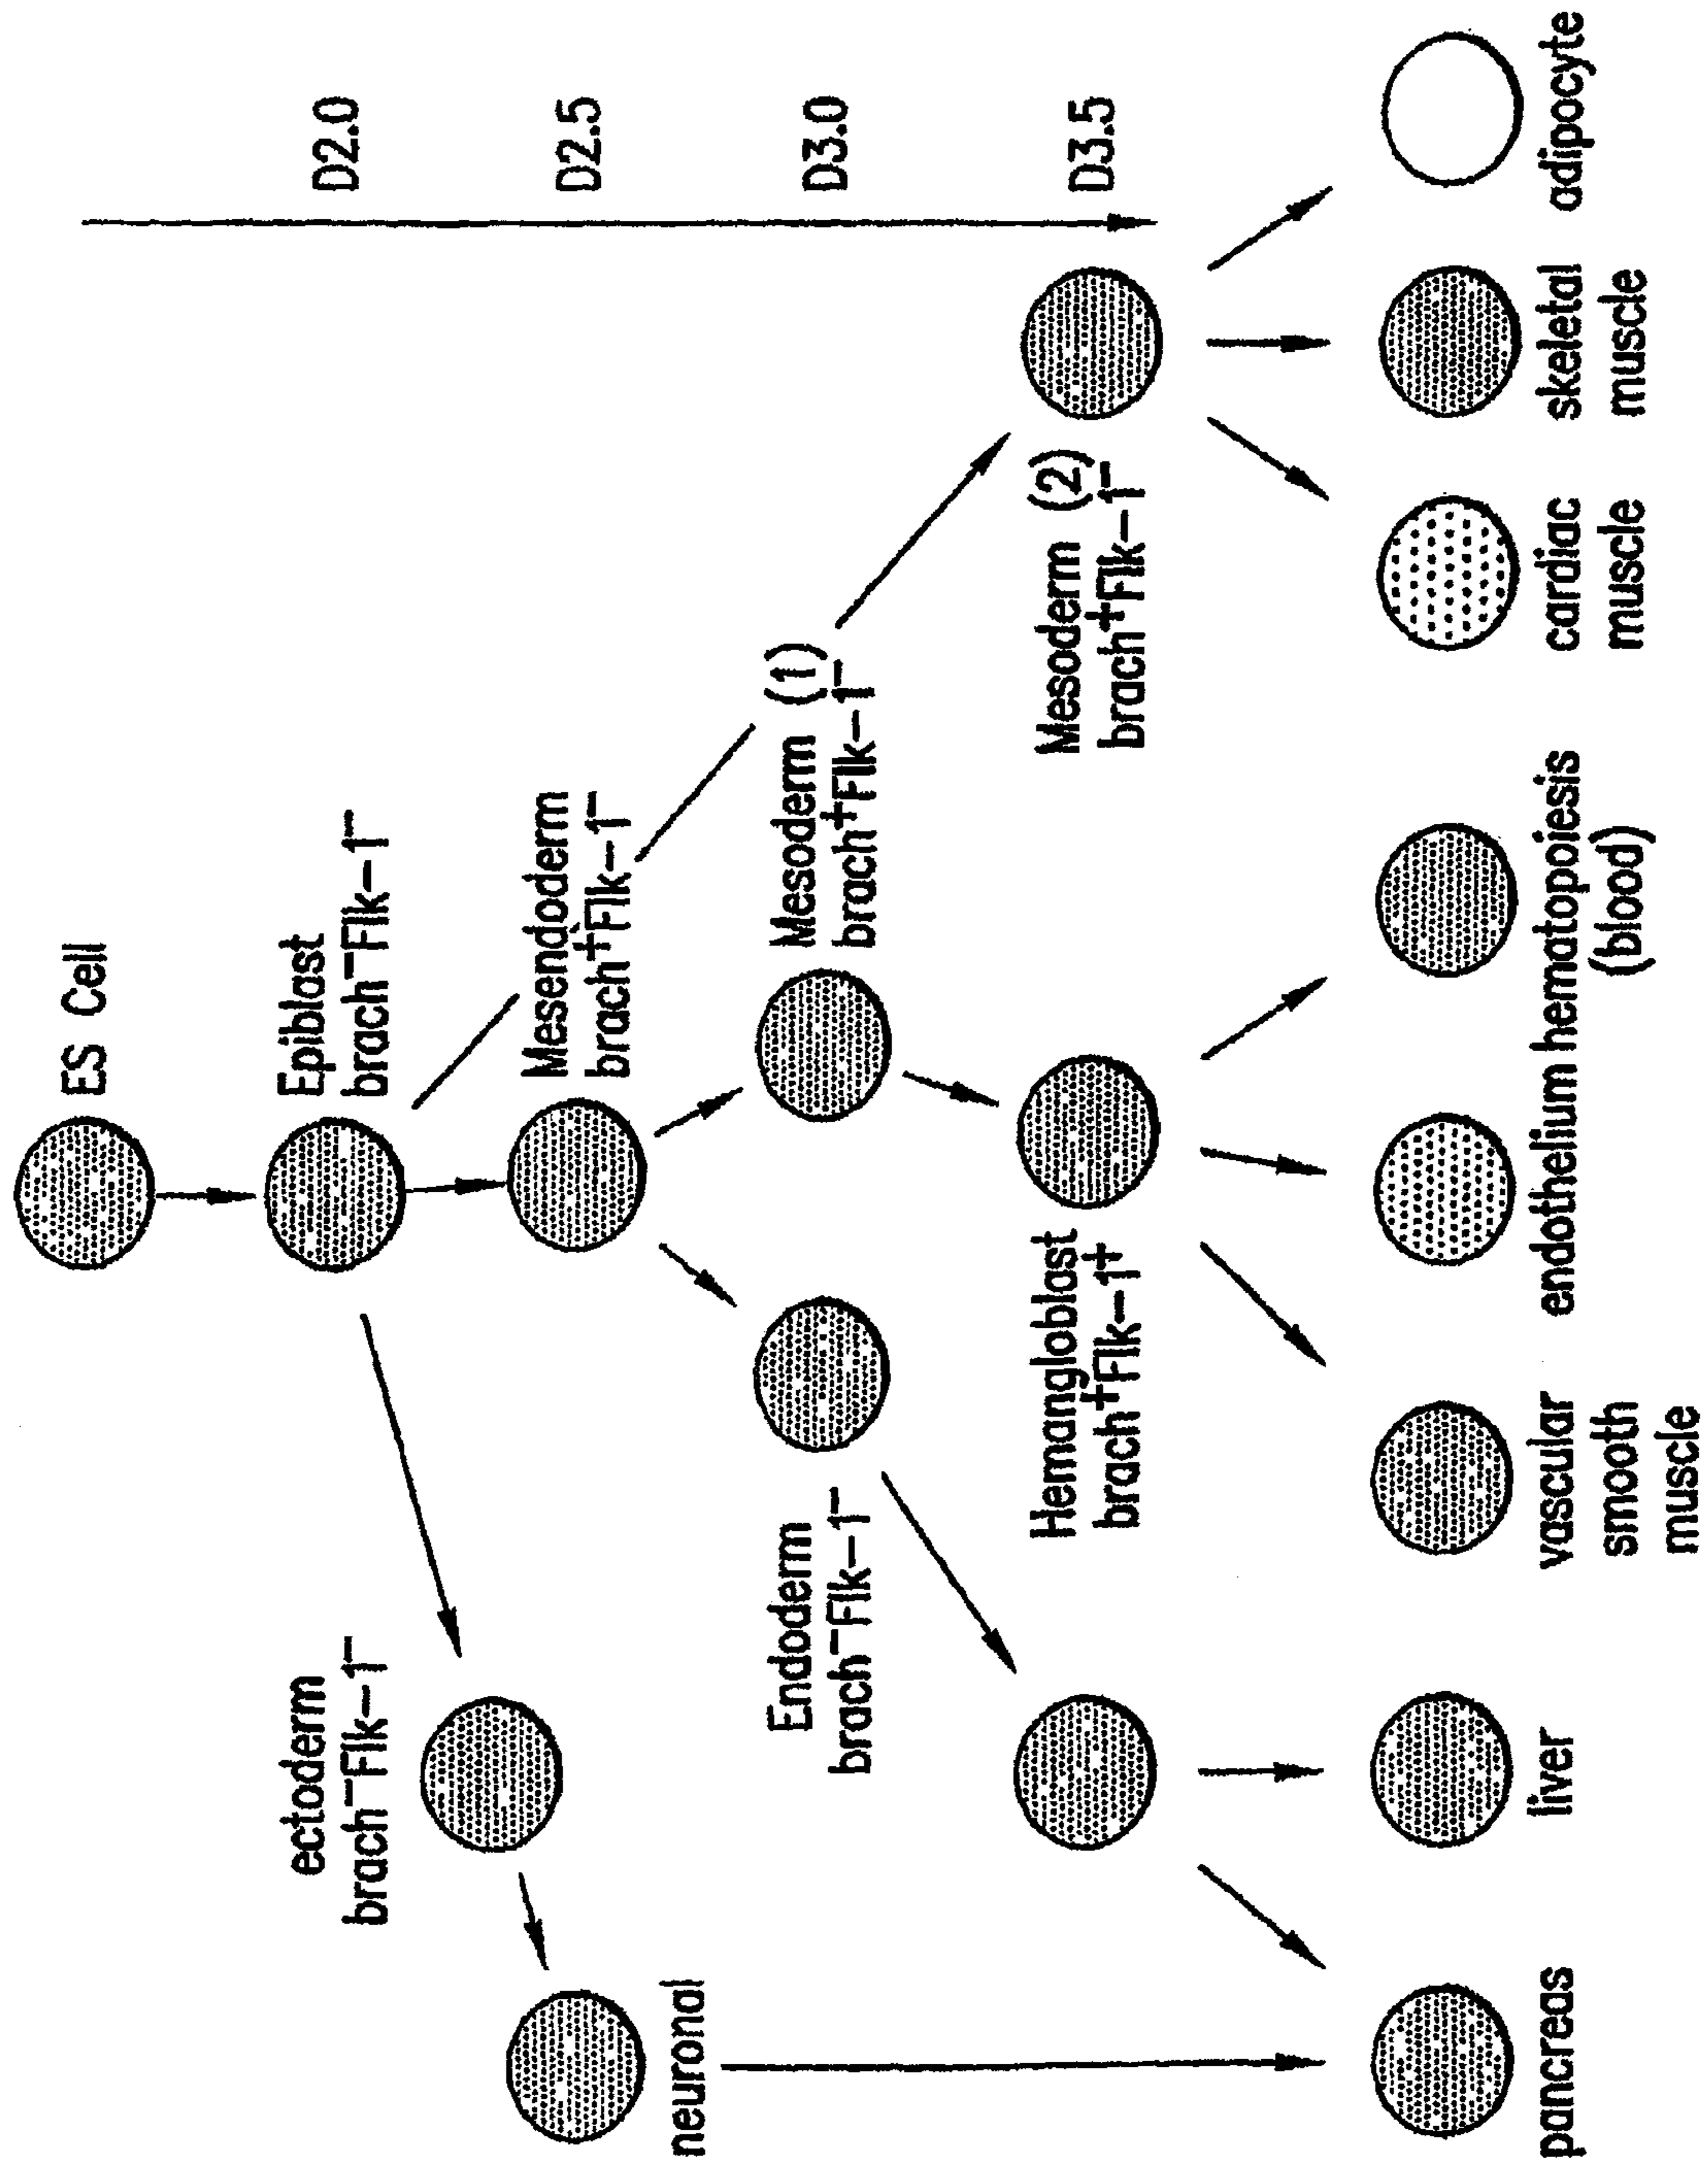 ES Cell
Epiblast
brach⁻Flk-1⁻
D2.0
ectoderm
brach⁻Flk-1⁻
Mesendoderm
brach⁺Flk-1⁻
D2.5
neuronal
Endoderm
brach⁻Flk-1⁻
Mesoderm (1)
brach⁺Flk-1⁻
D3.0
Hemangloblast
brach⁺Flk-1⁺
Mesoderm (2)
brach⁺Flk-1⁻
D3.5
pancreas
liver
vascular
smooth
muscle
endothelium
hematopoiesis
(blood)
cardiac
muscle
skeletal
muscle
adipocyte